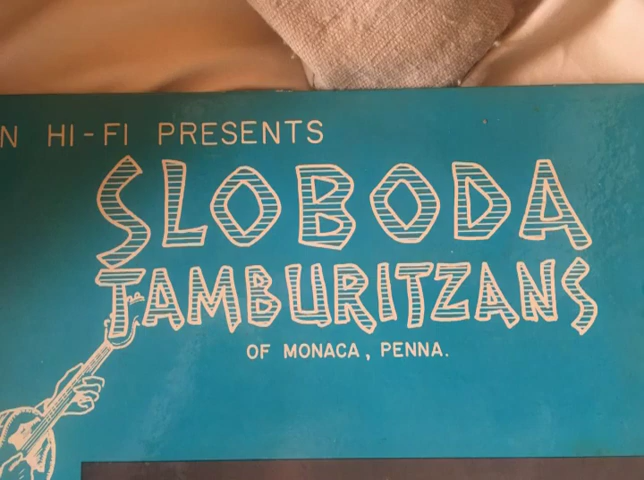 N HI-FI PRESENTS
SLOBODA
TAMBURITZANS
OF MONACA, PENNA.